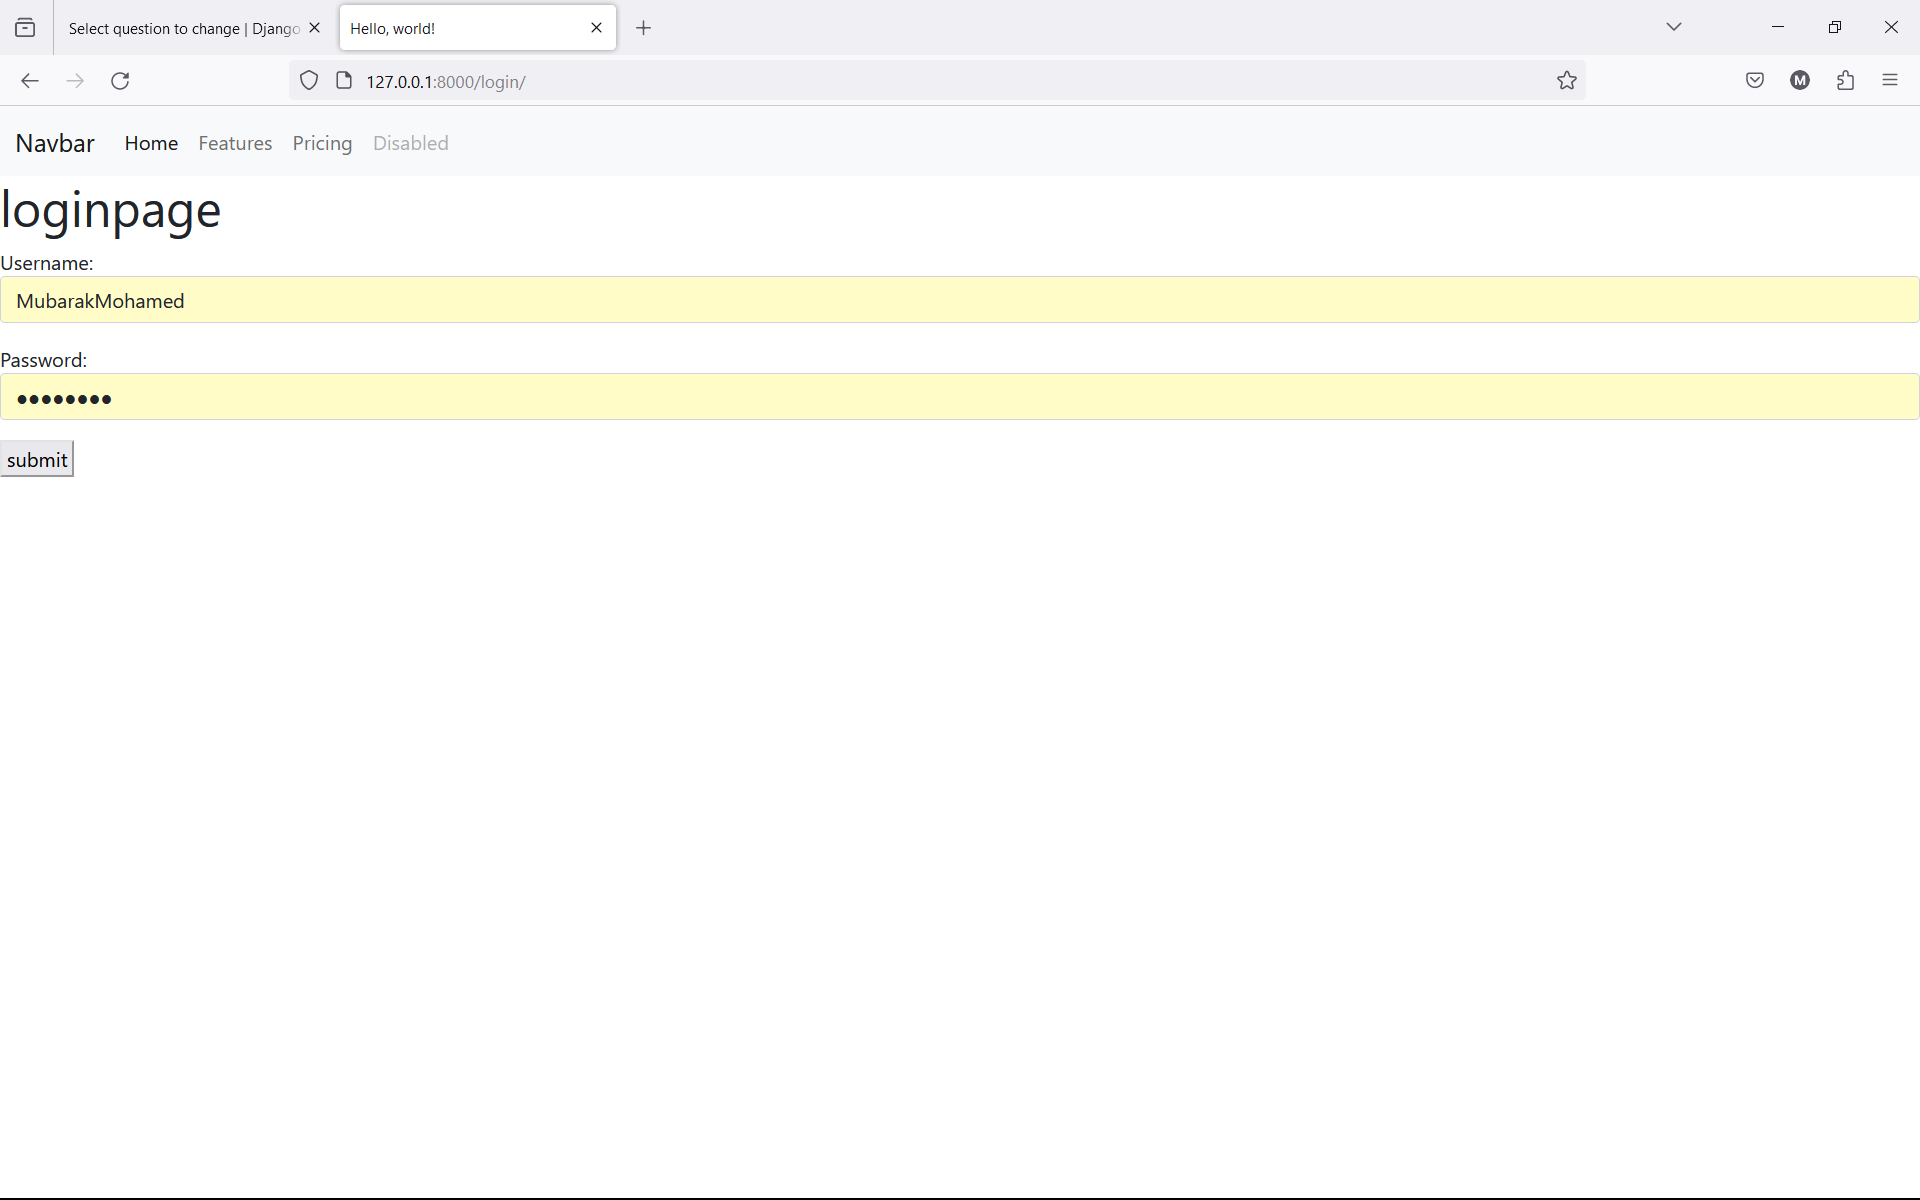 Select question to change | Django
Hello, world!
127.0.0.1:8000/login/
M
Navbar Home Features Pricing Disabled
loginpage
Username:
MubarakMohamed
Password:
••••••••
submit